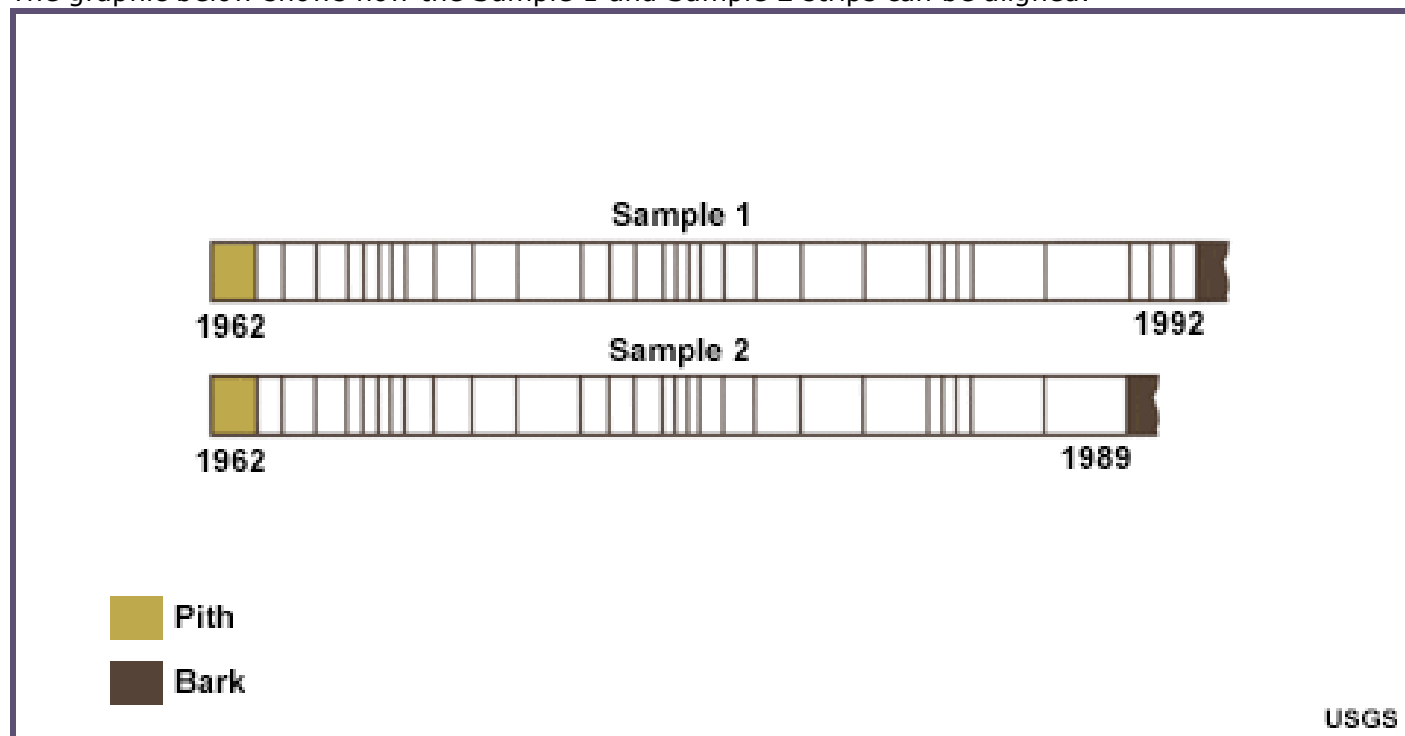 The graphic below shows how the Sample 1 and Sample 2 strips can be aligned.
Sample 1
1962
1992
Sample 2
1962
1989
Pith
Bark
USGS